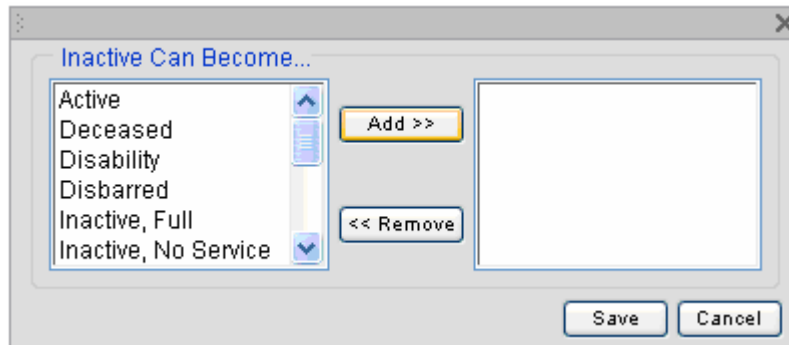 Inactive Can Become...
Active
Deceased
Disability
Disbarred
Inactive, Full
Inactive, No Service
Add >>
<< Remove
Save
Cancel